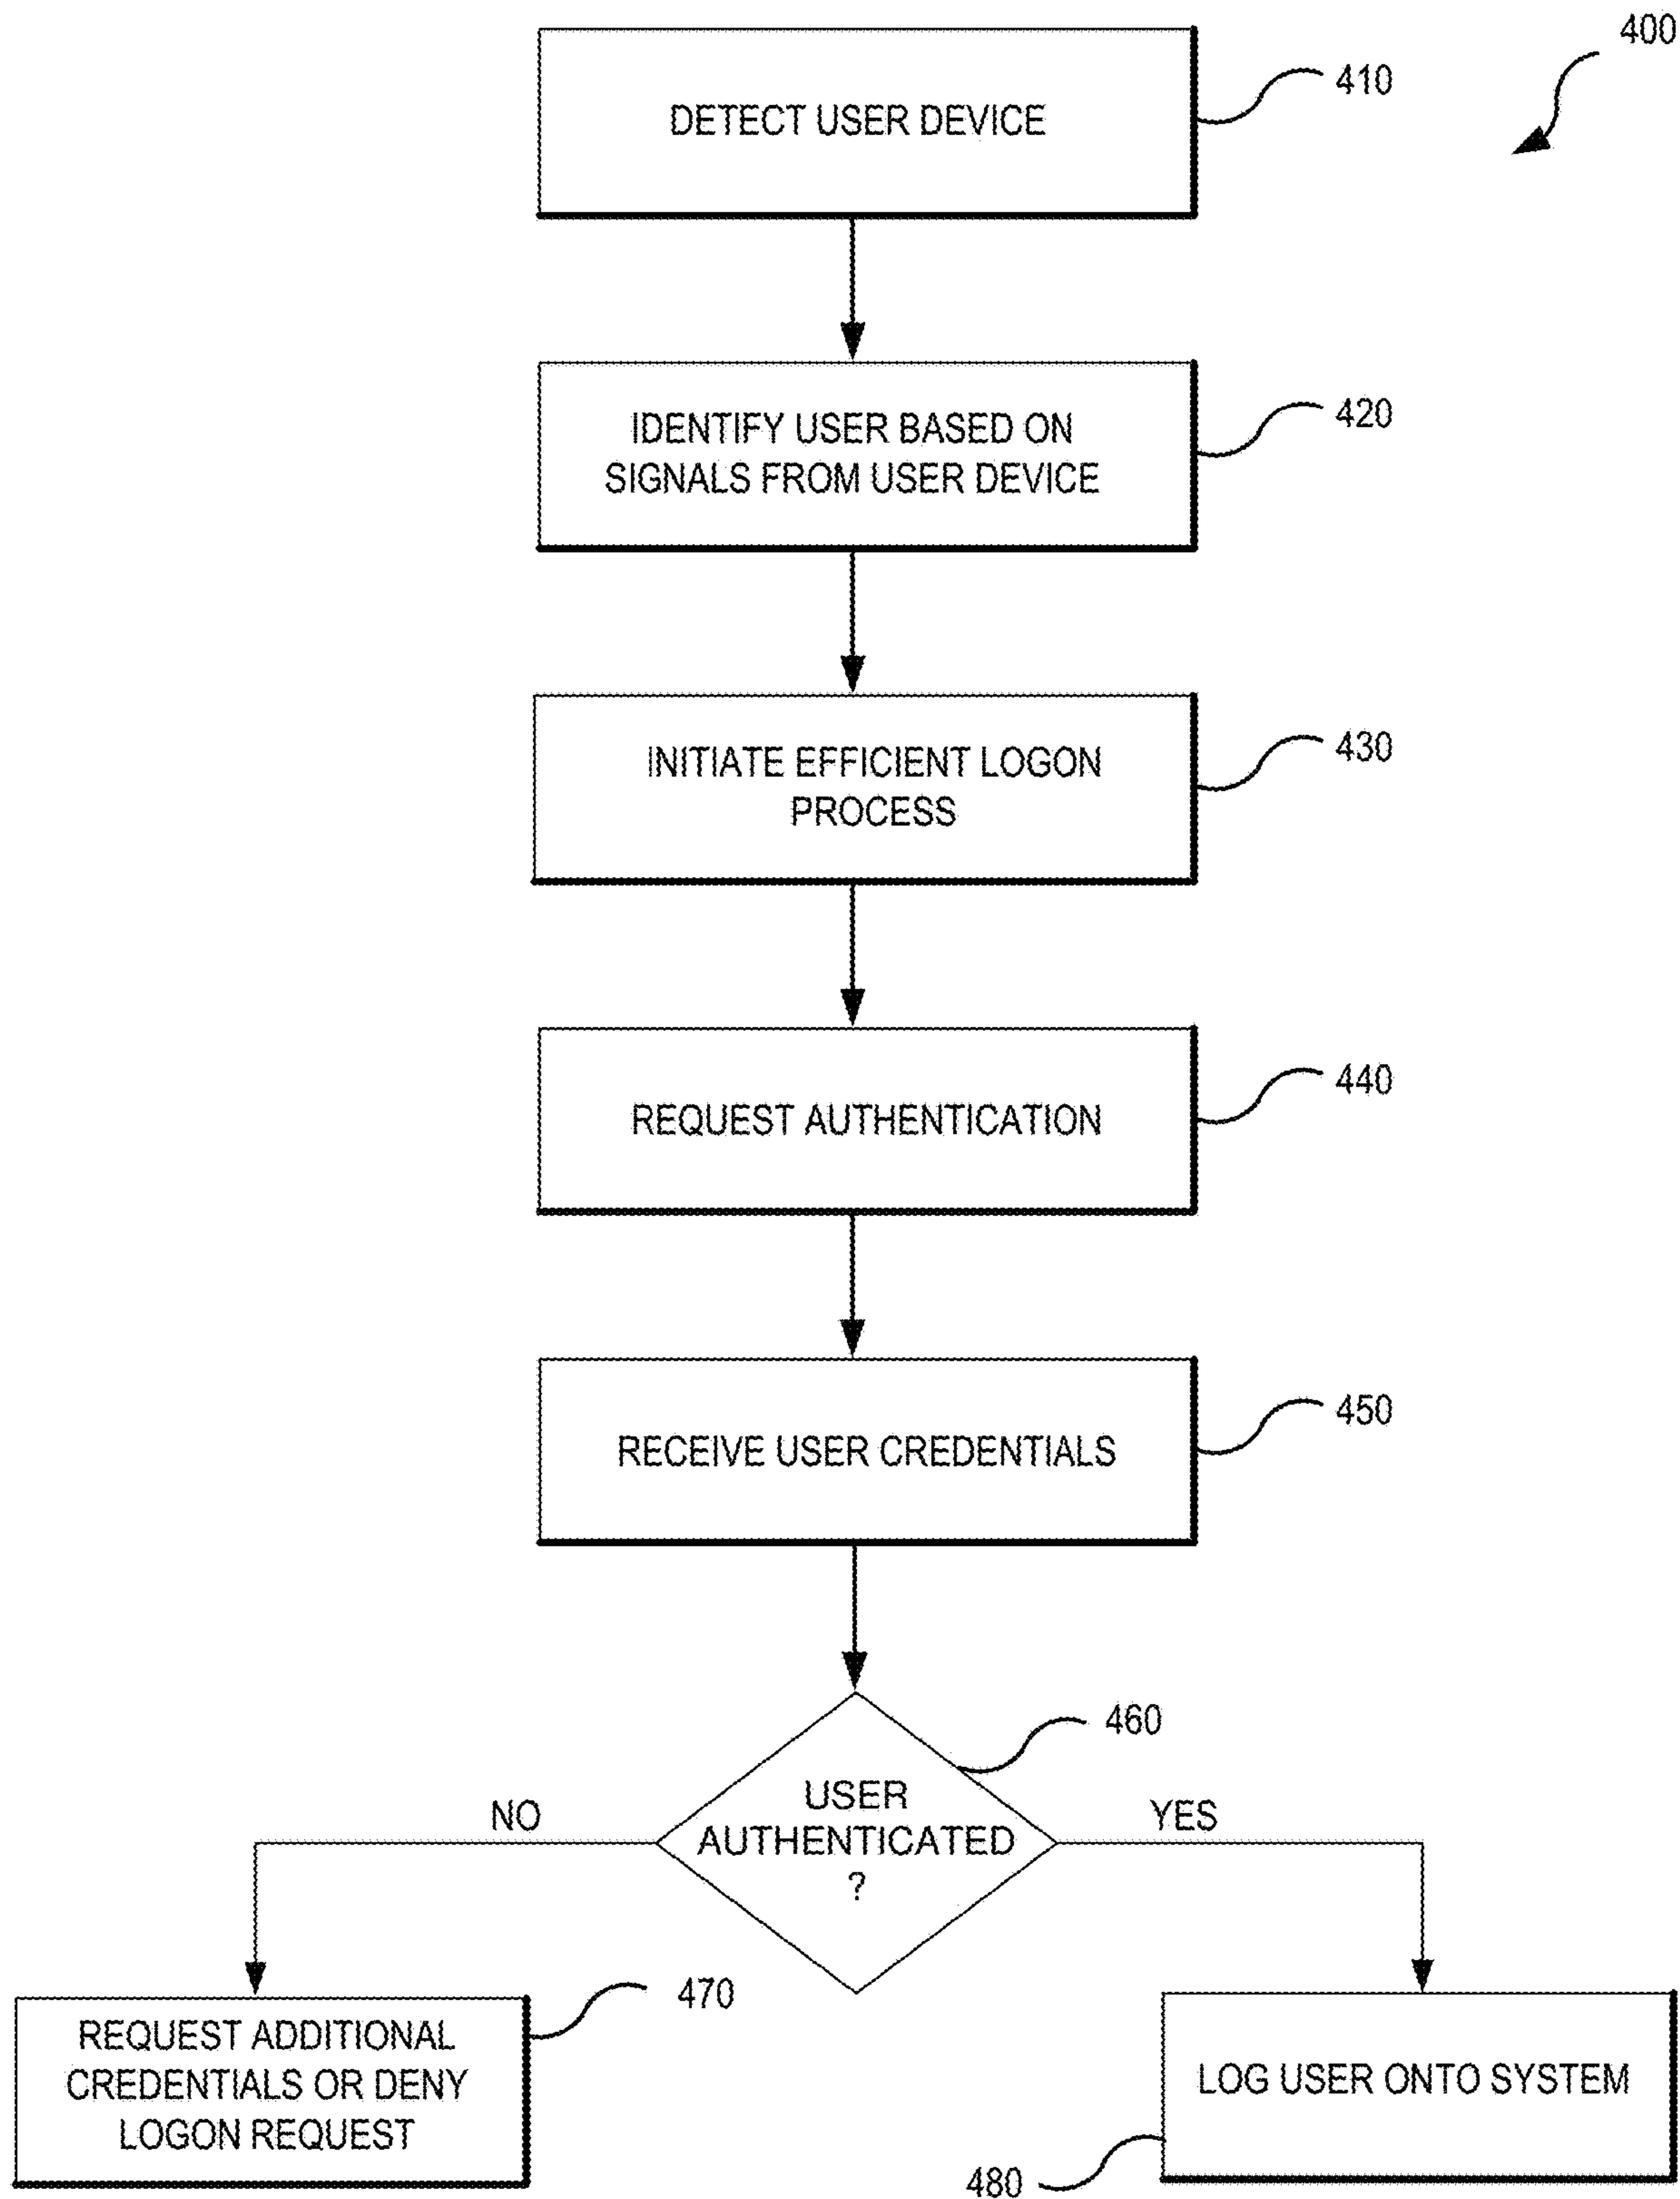 400
DETECT USER DEVICE
410
IDENTIFY USER BASED ON
SIGNALS FROM USER DEVICE
420
INITIATE EFFICIENT LOGON
PROCESS
430
REQUEST AUTHENTICATION
440
RECEIVE USER CREDENTIALS
450
USER
AUTHENTICATED
?
460
NO
YES
REQUEST ADDITIONAL
CREDENTIALS OR DENY
LOGON REQUEST
470
LOG USER ONTO SYSTEM
480